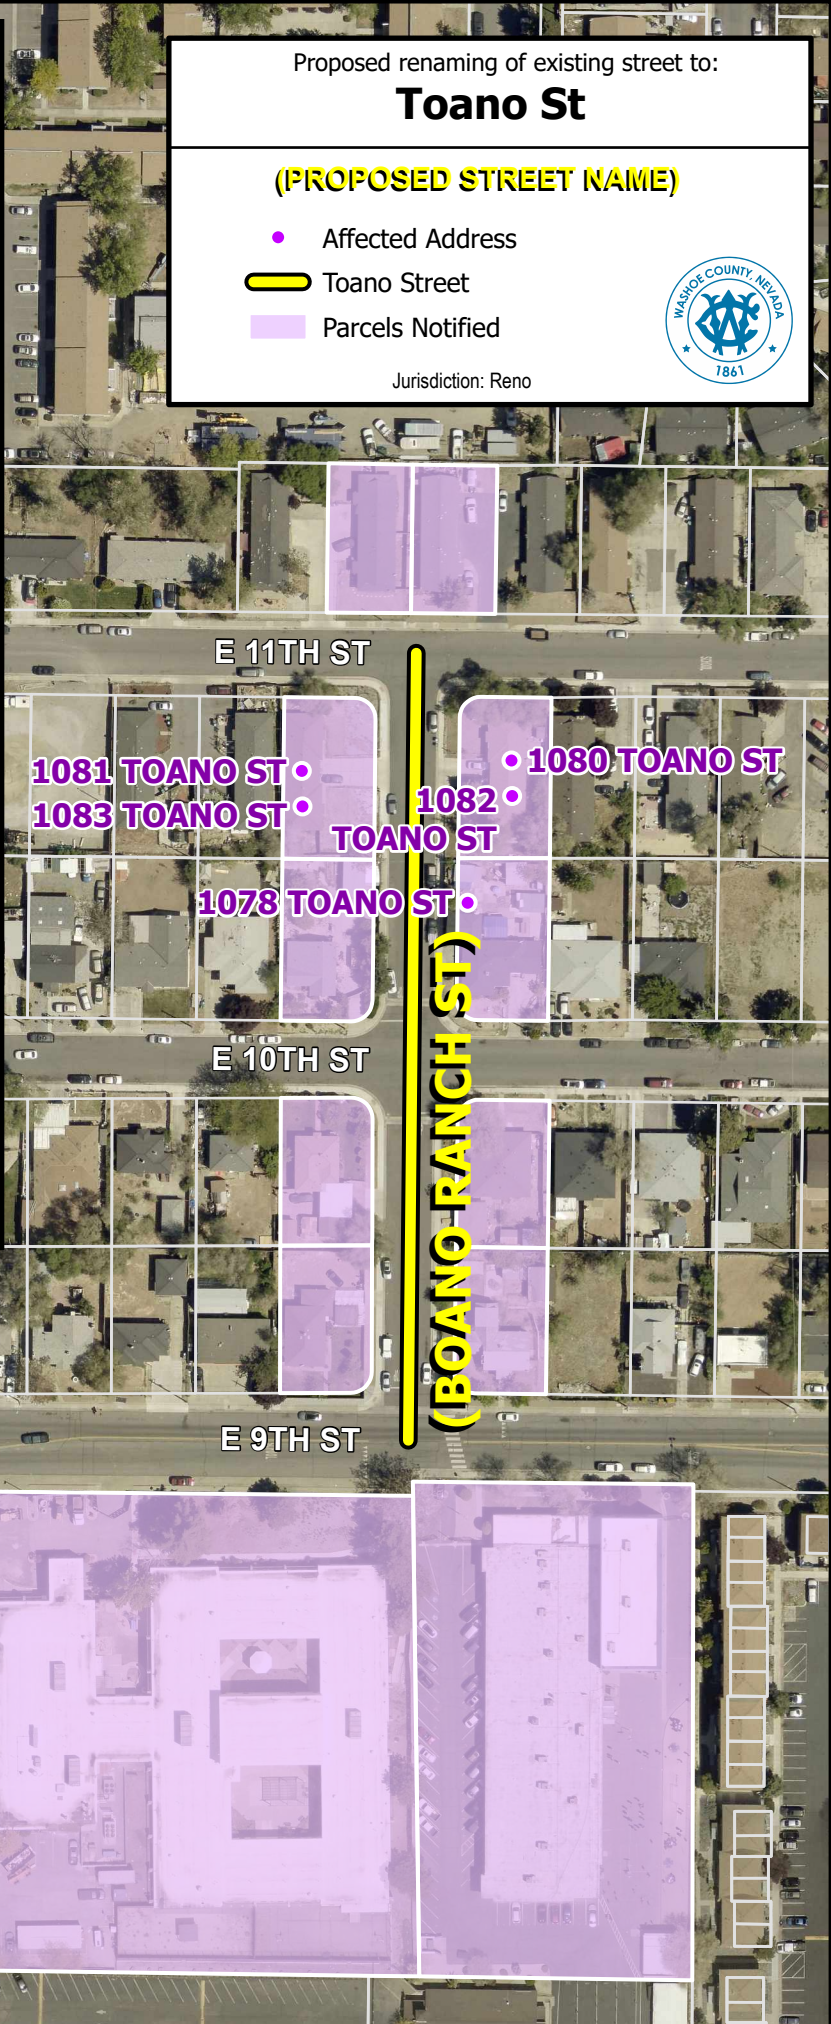 Proposed renaming of existing street to:
Toano St
(PROPOSED STREET NAME)
Affected Address
Toano Street
Parcels Notified
WASHOE COUNTY, NEVADA
1861
Jurisdiction: Reno
E 11TH ST
1081 TOANO ST
1083 TOANO ST
1080 TOANO ST
1082
TOANO ST
1078 TOANO ST
(BOANO RANCH ST)
E 10TH ST
E 9TH ST